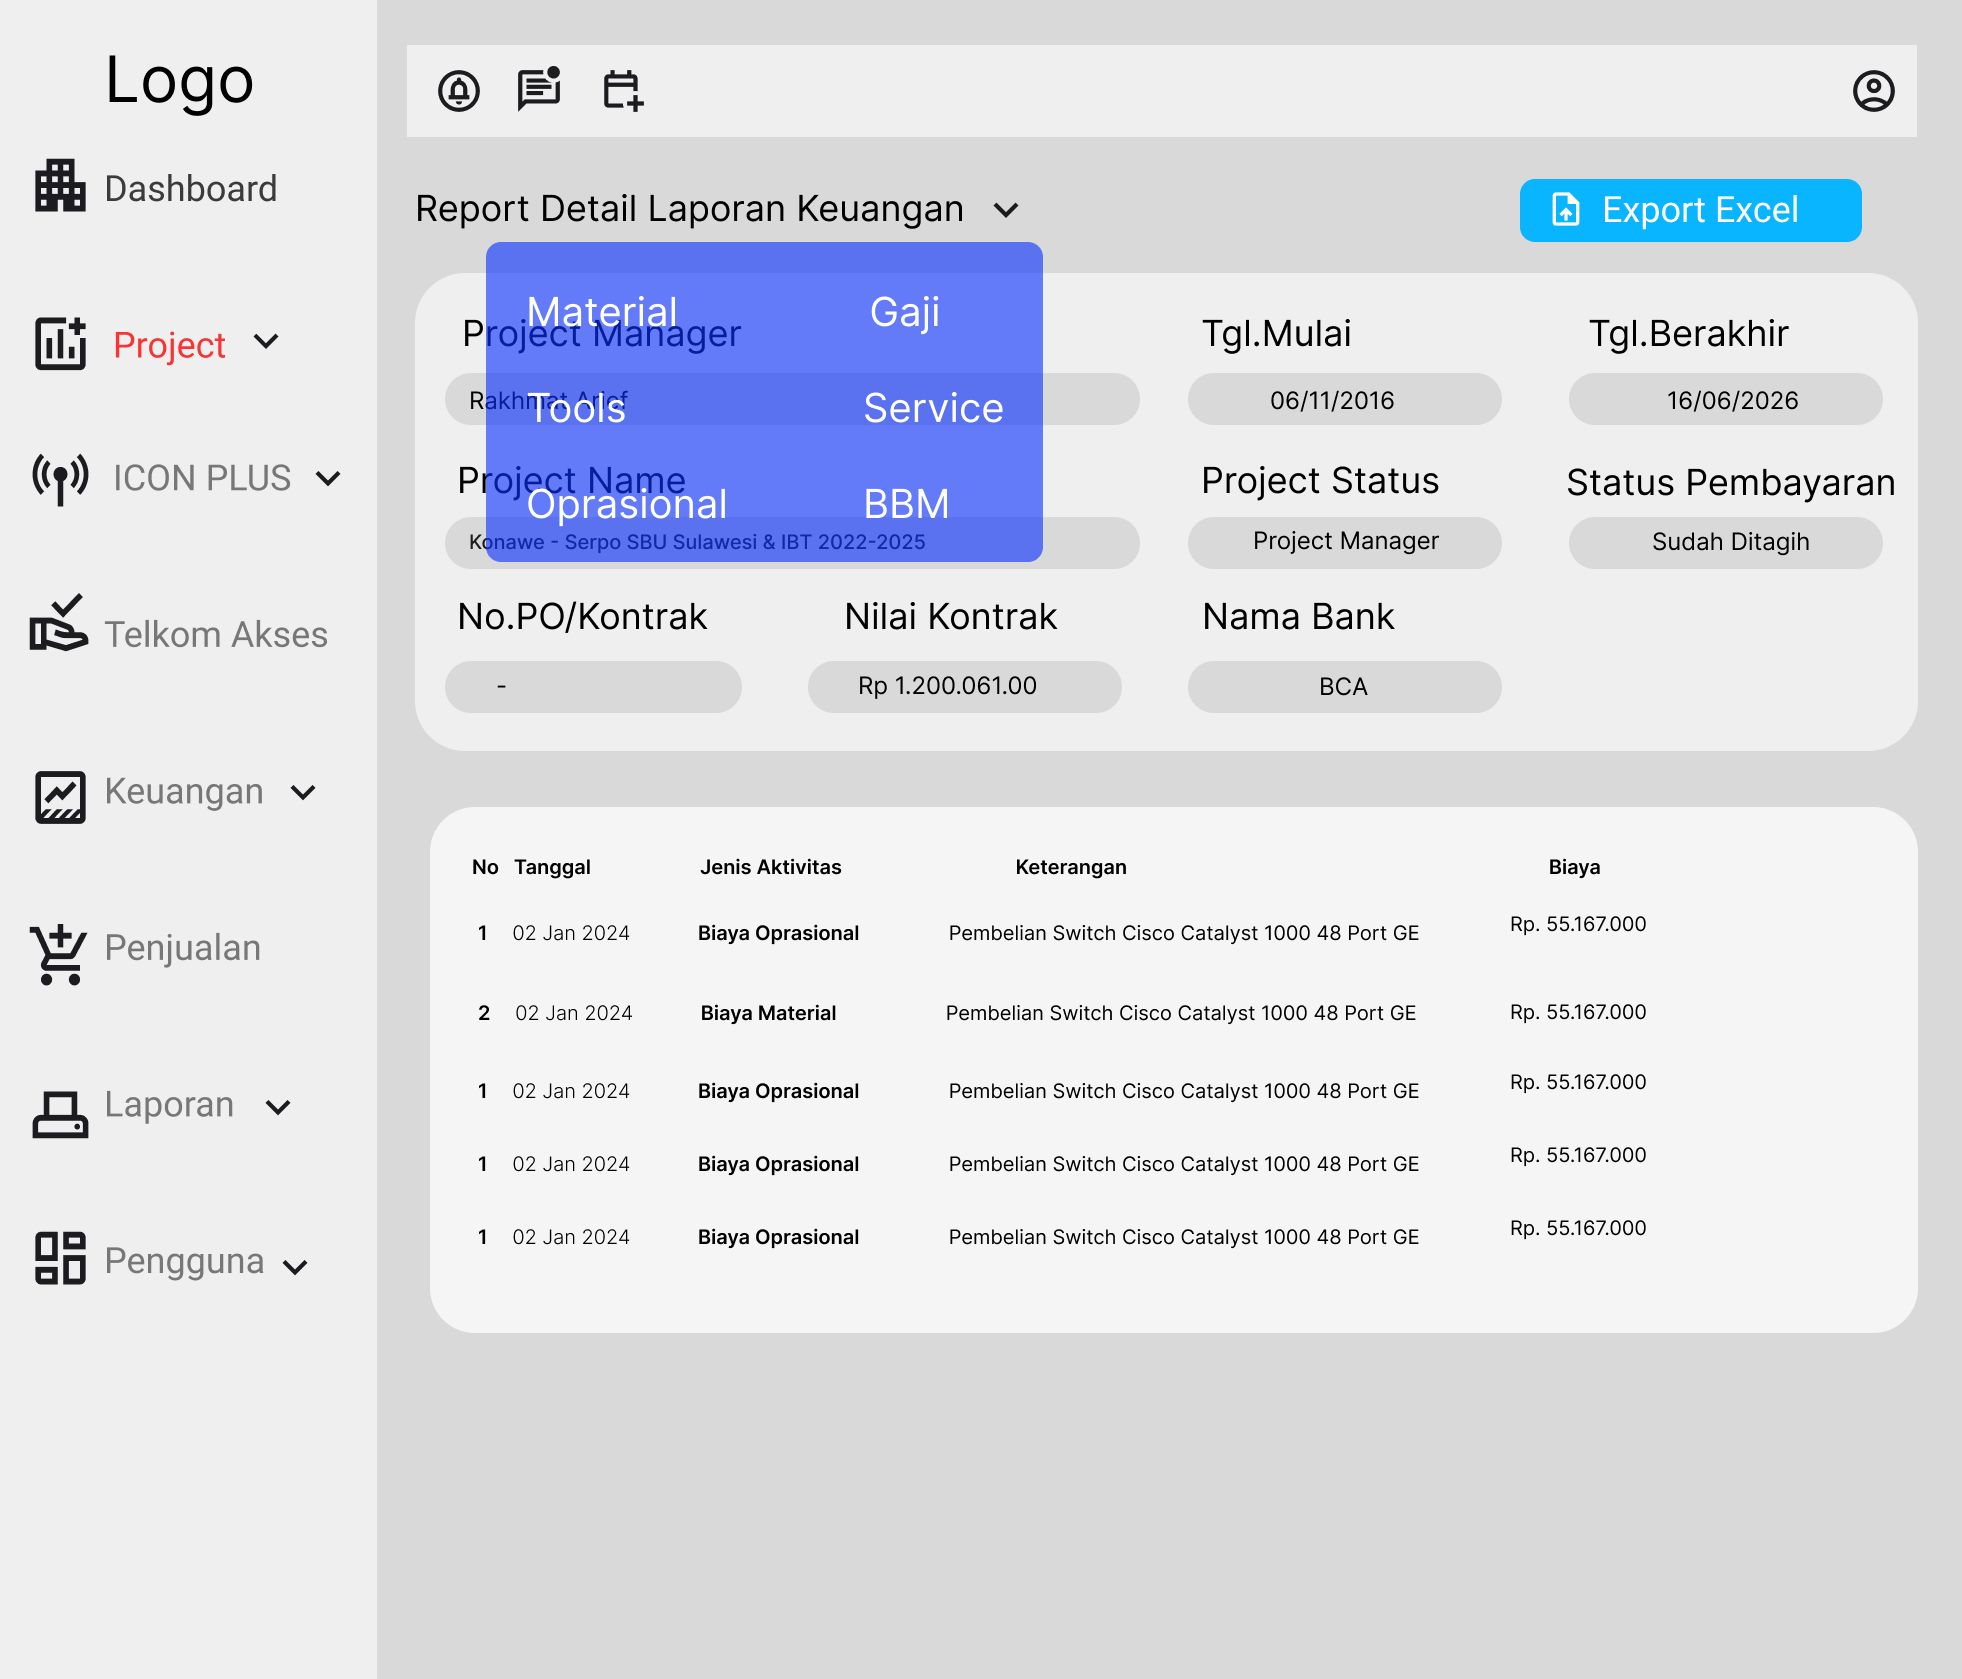 Logo
Dashboard
Project
ICON PLUS
Telkom Akses
Keuangan
Penjualan
Laporan
Pengguna
Report Detail Laporan Keuangan
Export Excel
Material Gaji
Tools Service
Oprasional BBM
Project Manager Tgl.Mulai Tgl.Berakhir
Rakhmat Arief 06/11/2016 16/06/2026
Project Name Project Status Status Pembayaran
Konawe - Serpo SBU Sulawesi & IBT 2022-2025 Project Manager Sudah Ditagih
No.PO/Kontrak Nilai Kontrak Nama Bank
- Rp 1.200.061.00 BCA
No Tanggal Jenis Aktivitas Keterangan Biaya
1 02 Jan 2024 Biaya Oprasional Pembelian Switch Cisco Catalyst 1000 48 Port GE Rp. 55.167.000
2 02 Jan 2024 Biaya Material Pembelian Switch Cisco Catalyst 1000 48 Port GE Rp. 55.167.000
1 02 Jan 2024 Biaya Oprasional Pembelian Switch Cisco Catalyst 1000 48 Port GE Rp. 55.167.000
1 02 Jan 2024 Biaya Oprasional Pembelian Switch Cisco Catalyst 1000 48 Port GE Rp. 55.167.000
1 02 Jan 2024 Biaya Oprasional Pembelian Switch Cisco Catalyst 1000 48 Port GE Rp. 55.167.000